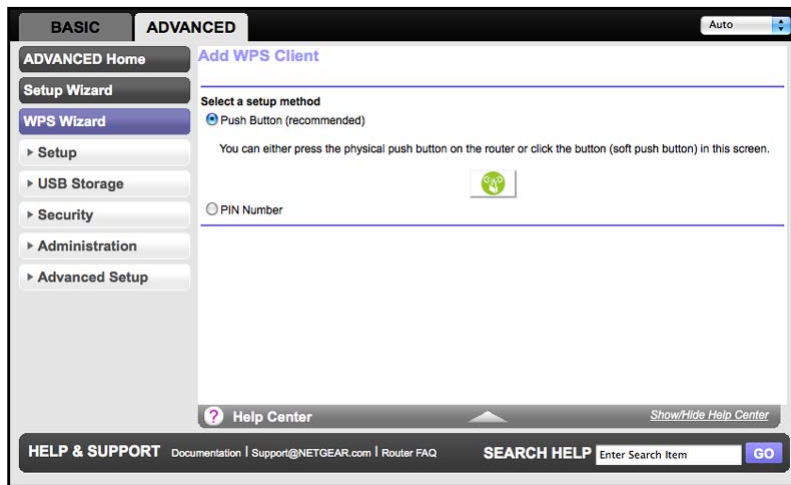 BASIC ADVANCED Auto
ADVANCED Home
Setup Wizard
WPS Wizard
Setup
USB Storage
Security
Administration
Advanced Setup
Add WPS Client
Select a setup method
Push Button (recommended)
You can either press the physical push button on the router or click the button (soft push button) in this screen.
PIN Number
? Help Center Show/Hide Help Center
HELP & SUPPORT Documentation | Support@NETGEAR.com | Router FAQ SEARCH HELP Enter Search Item GO